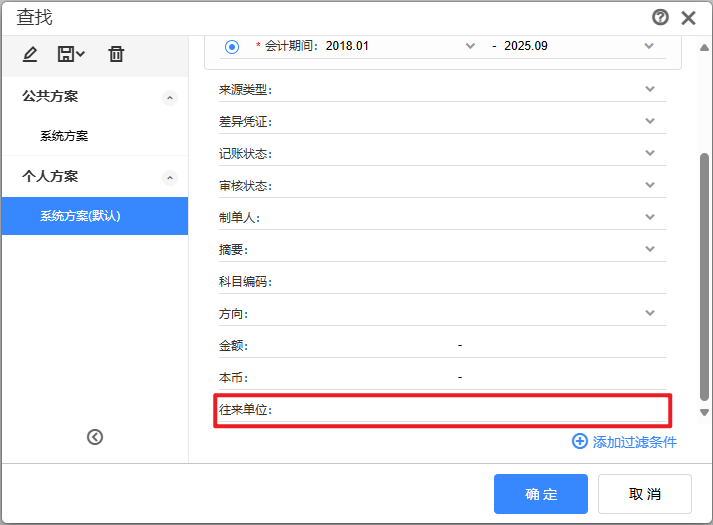 查找
公共方案
系统方案
个人方案
系统方案(默认)
* 会计期间: 2018.01 - 2025.09
来源类型:
差异凭证:
记账状态:
审核状态:
制单人:
摘要:
科目编码:
方向:
金额: -
本币: -
往来单位:
添加过滤条件
确定 取消